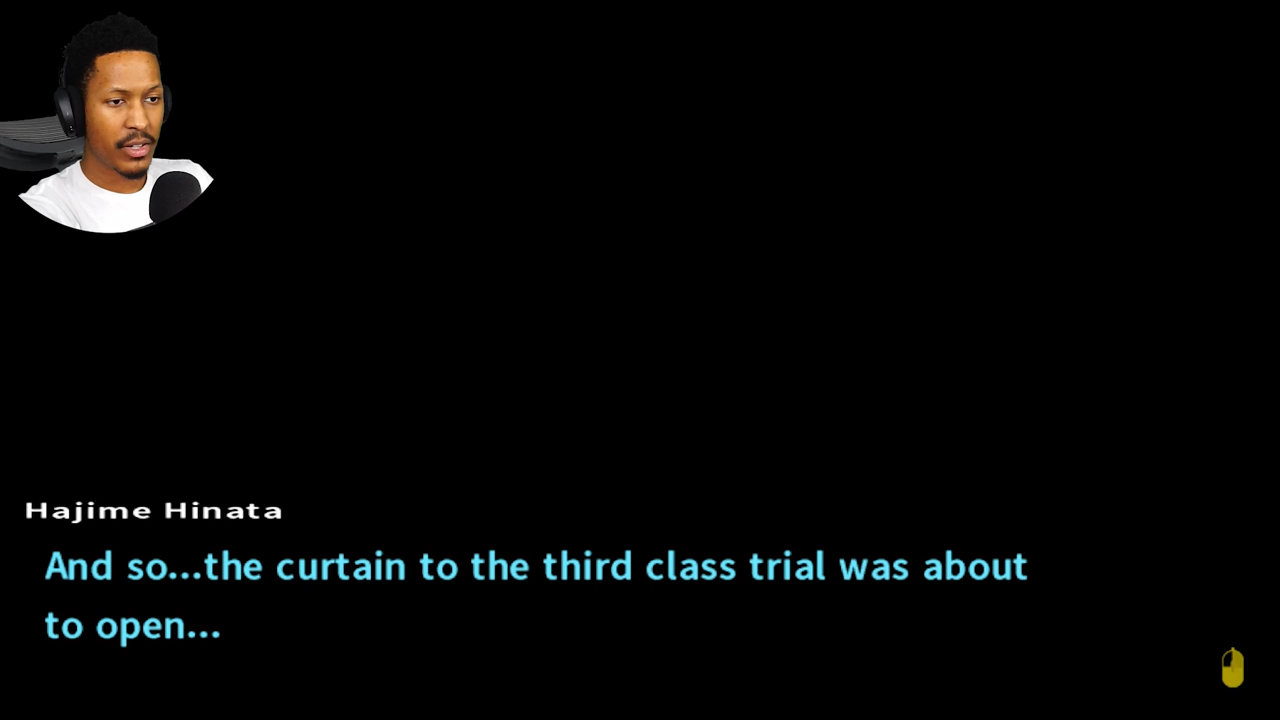 Hajime Hinata
And so...the curtain to the third class trial was about
to open...